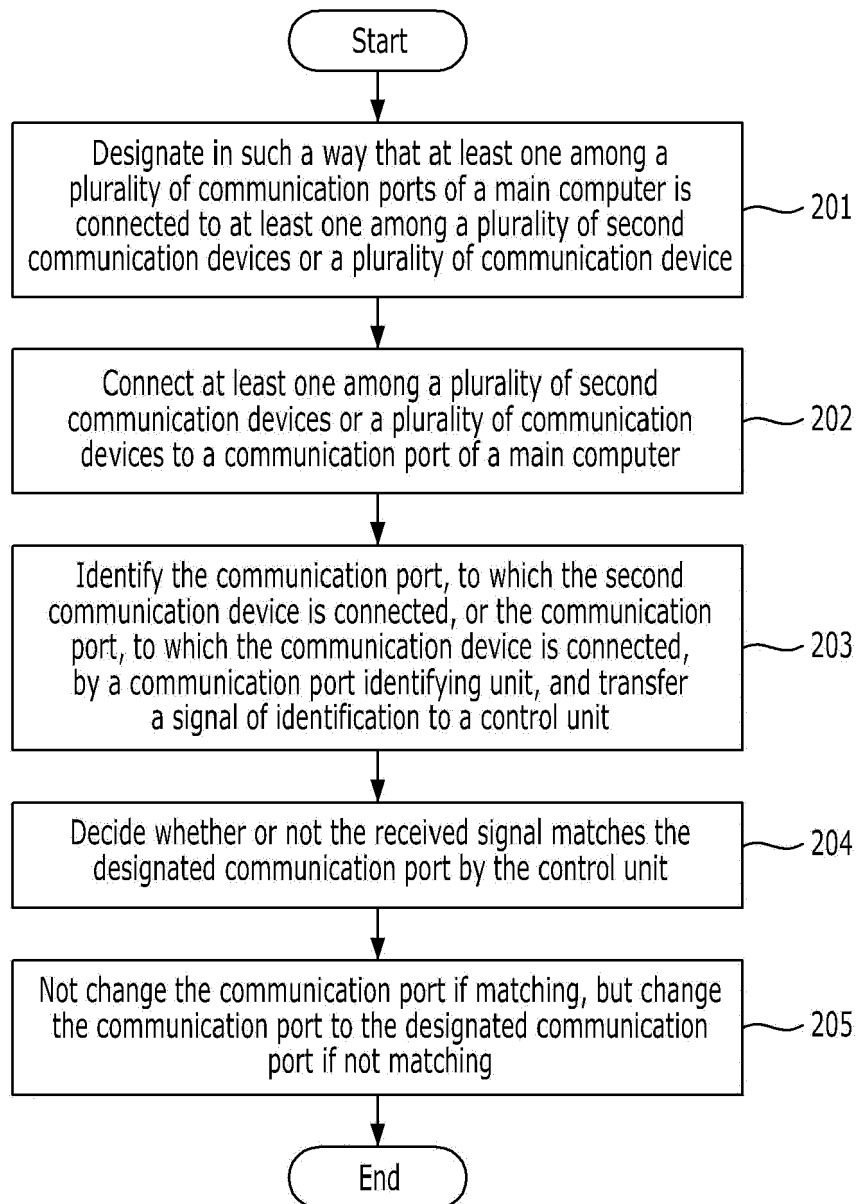 Start
Designate in such a way that at least one among a
plurality of communication ports of a main computer is
connected to at least one among a plurality of second
communication devices or a plurality of communication device
201
Connect at least one among a plurality of second
communication devices or a plurality of communication
devices to a communication port of a main computer
202
Identify the communication port, to which the second
communication device is connected, or the communication
port, to which the communication device is connected,
by a communication port identifying unit, and transfer
a signal of identification to a control unit
203
Decide whether or not the received signal matches the
designated communication port by the control unit
204
Not change the communication port if matching, but change
the communication port to the designated communication
port if not matching
205
End